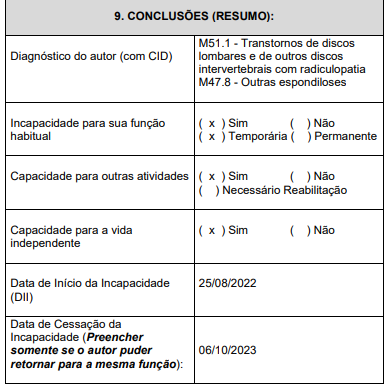 9. CONCLUSÕES (RESUMO):
Diagnóstico do autor (com CID)
M51.1 - Transtornos de discos
lombares e de outros discos
intervertebrais com radiculopatia
M47.8 - Outras espondiloses
Incapacidade para sua função
habitual
( x ) Sim ( ) Não
( x ) Temporária ( ) Permanente
Capacidade para outras atividades
( x ) Sim ( ) Não
( ) Necessário Reabilitação
Capacidade para a vida
independente
( x ) Sim ( ) Não
Data de Início da Incapacidade
(DII)
25/08/2022
Data de Cessação da
Incapacidade (Preencher
somente se o autor puder
retornar para a mesma função):
06/10/2023